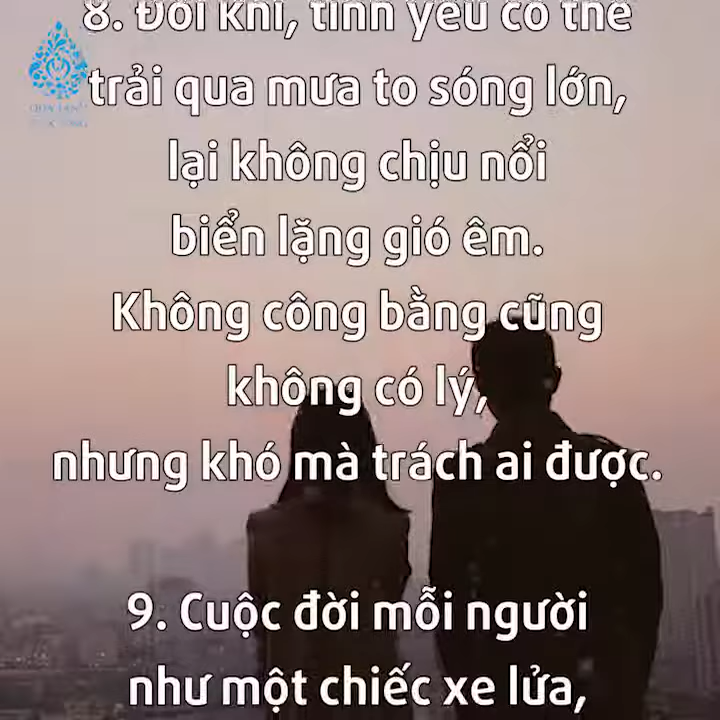 8. Đôi khi, tình yêu có thể
trải qua mưa to sóng lớn,
lại không chịu nổi
biển lặng gió êm.
Không công bằng cũng
không có lý,
nhưng khó mà trách ai được.
9. Cuộc đời mỗi người
như một chiếc xe lửa,